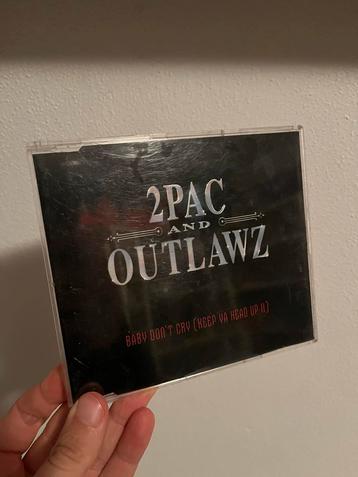 2PAC
AND
OUTLAWZ
BABY DON'T CRY (KEEP YA HEAD UP II)